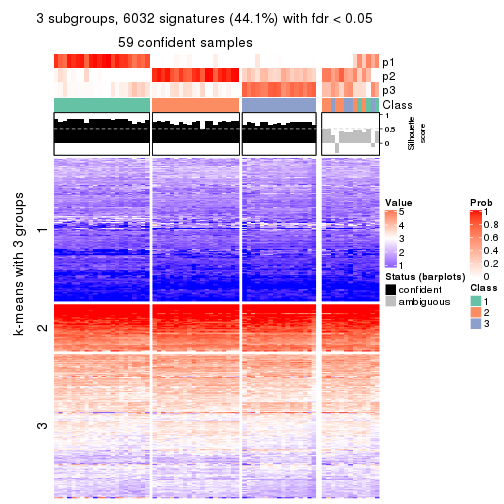 3 subgroups, 6032 signatures (44.1%) with fdr < 0.05
59 confident samples
p1
p2
p3
Class
1
0.5
0
Silhouette
score
k-means with 3 groups
1
2
3
Value
5
4
3
2
1
Status (barplots)
confident
ambiguous
Prob
1
0.8
0.6
0.4
0.2
0
Class
1
2
3